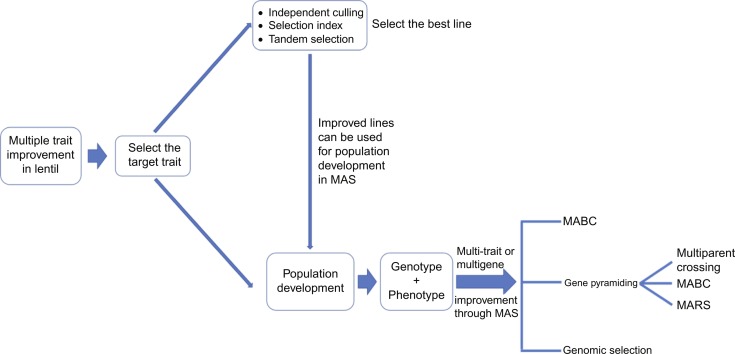 • Independent culling
• Selection index
• Tandem selection
Select the best line
Multiple trait
improvement
in lentil
Select the
target trait
Improved lines
can be used
for population
development
in MAS
Population
development
Genotype
+
Phenotype
Multi-trait or
multigene
improvement
through MAS
MABC
Gene pyramiding
Genomic selection
Multiparent
crossing
MABC
MARS